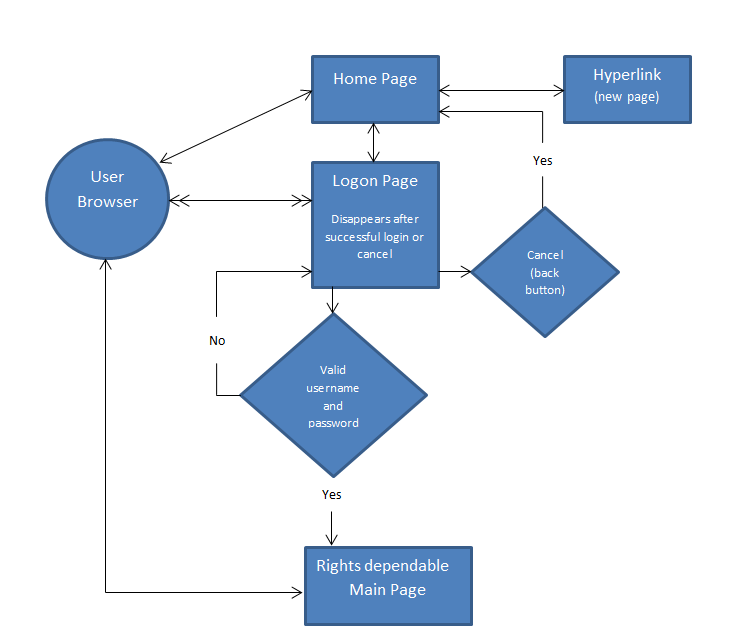 Home Page
Hyperlink
(new page)
User
Browser
Logon Page
Disappears after
successful login or
cancel
Yes
Cancel
(back
button)
No
Valid
username
and
password
Yes
Rights dependable
Main Page